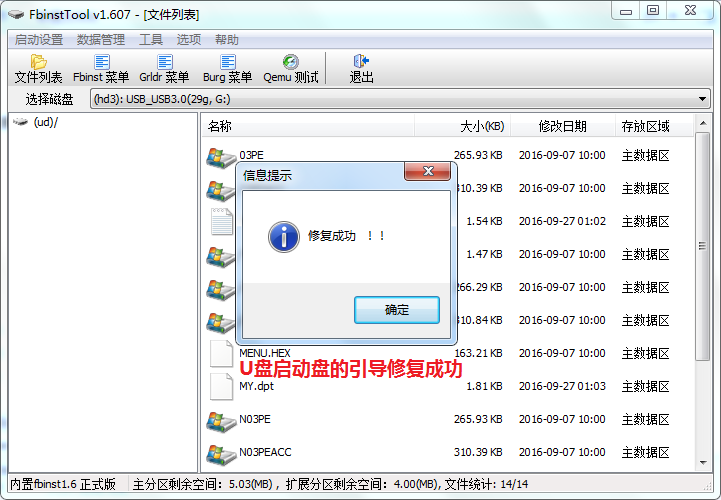 FbinstTool v1.607 - [文件列表]
启动设置 数据管理 工具 选项 帮助
文件列表 Fbinst 菜单 Grldr 菜单 Burg 菜单 Qemu 测试 退出
选择磁盘 (hd3): USB_USB3.0(29g, G:)
(ud)/
名称 大小(KB) 修改日期 存放区域
03PE 265.93 KB 2016-09-07 10:00 主数据区
信息提示
310.39 KB 2016-09-07 10:00 主数据区
1.54 KB 2016-09-27 01:02 主数据区
修复成功 ！！
1.47 KB 2016-09-07 10:00 主数据区
266.29 KB 2016-09-07 10:00 主数据区
确定
310.84 KB 2016-09-07 10:00 主数据区
MENU.HEX 163.21 KB 2016-09-07 10:00 主数据区
U盘启动盘的引导修复成功
MY.dpt 1.81 KB 2016-09-27 01:03 主数据区
N03PE 265.93 KB 2016-09-07 10:00 主数据区
N03PEACC 310.39 KB 2016-09-07 10:00 主数据区
内置fbinst1.6 正式版 主分区剩余空间：5.03(MB) ，扩展分区剩余空间：4.00(MB), 文件统计: 14/14